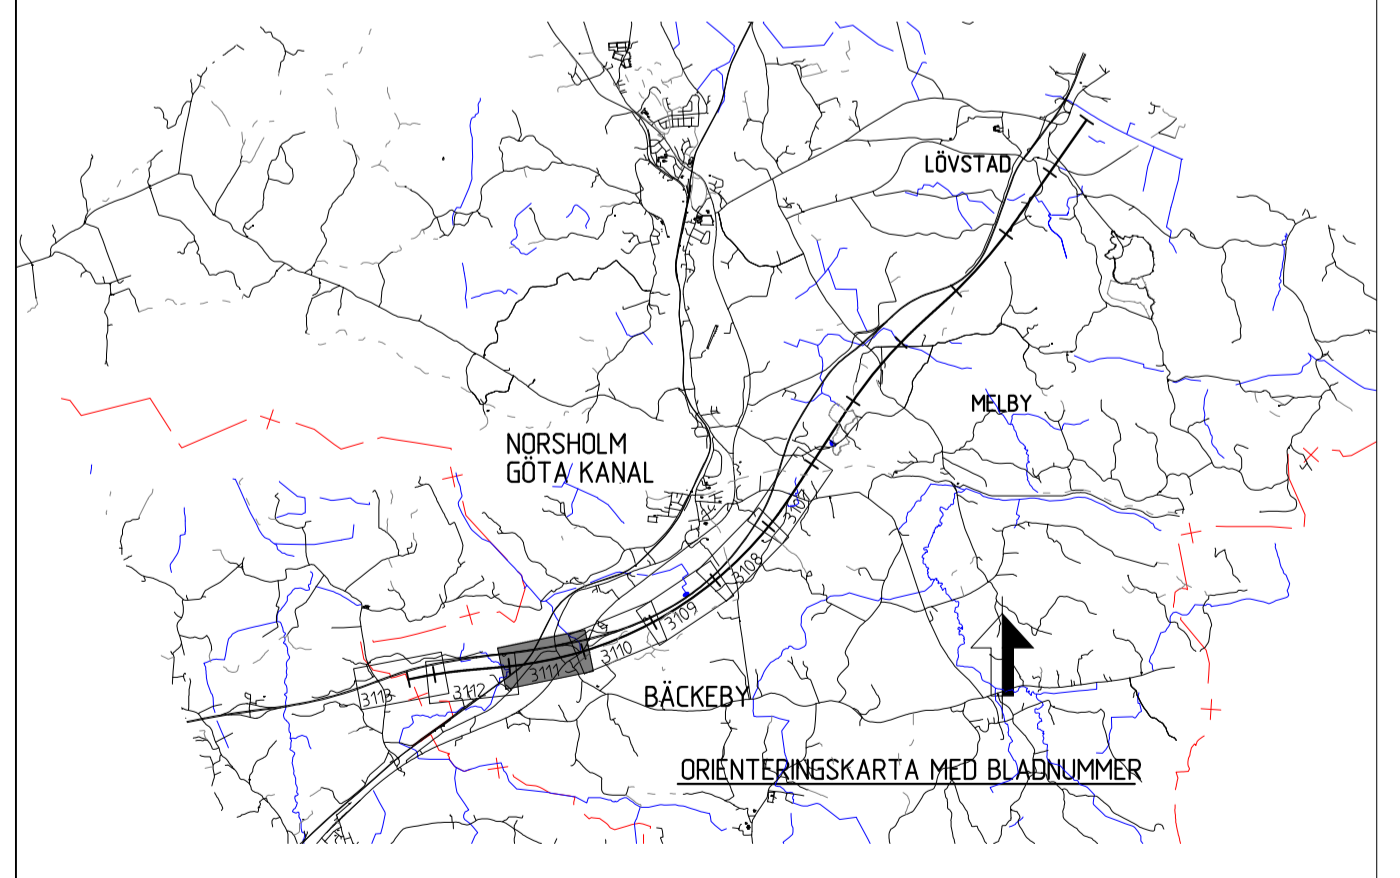 LÖVSTAD
MELBY
NORSHOLM
GÖTA KANAL
3107
3108
3109
3110
3111
3112
3113
BÄCKEBY
ORIENTERINGSKARTA MED BLADNUMMER